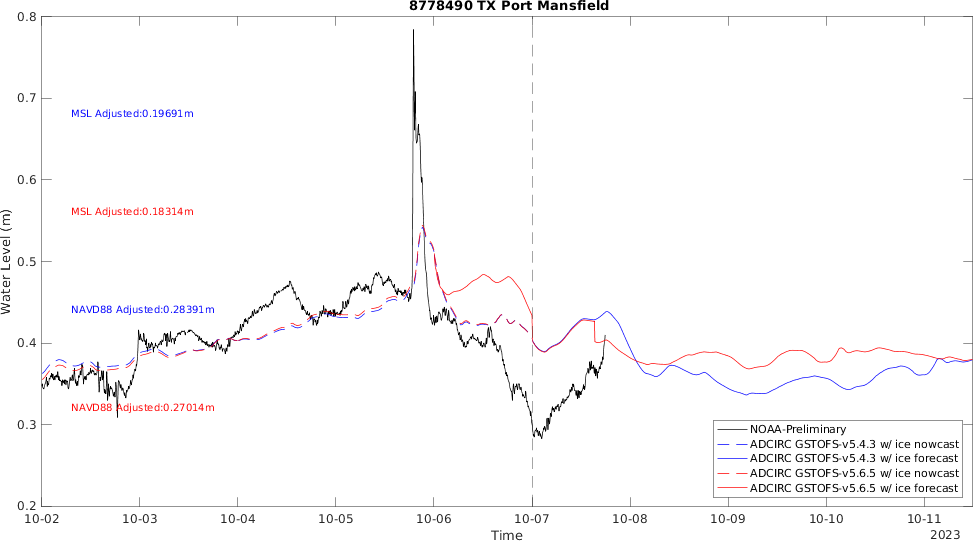 8778490 TX Port Mansfield
Water Level (m)
0.8
0.7
0.6
0.5
0.4
0.3
0.2
MSL Adjusted:0.19691m
MSL Adjusted:0.18314m
NAVD88 Adjusted:0.28391m
NAVD88 Adjusted:0.27014m
NOAA-Preliminary
ADCIRC GSTOFS-v5.4.3 w/ ice nowcast
ADCIRC GSTOFS-v5.4.3 w/ ice forecast
ADCIRC GSTOFS-v5.6.5 w/ ice nowcast
ADCIRC GSTOFS-v5.6.5 w/ ice forecast
10-02 10-03 10-04 10-05 10-06 10-07 10-08 10-09 10-10 10-11
Time
2023